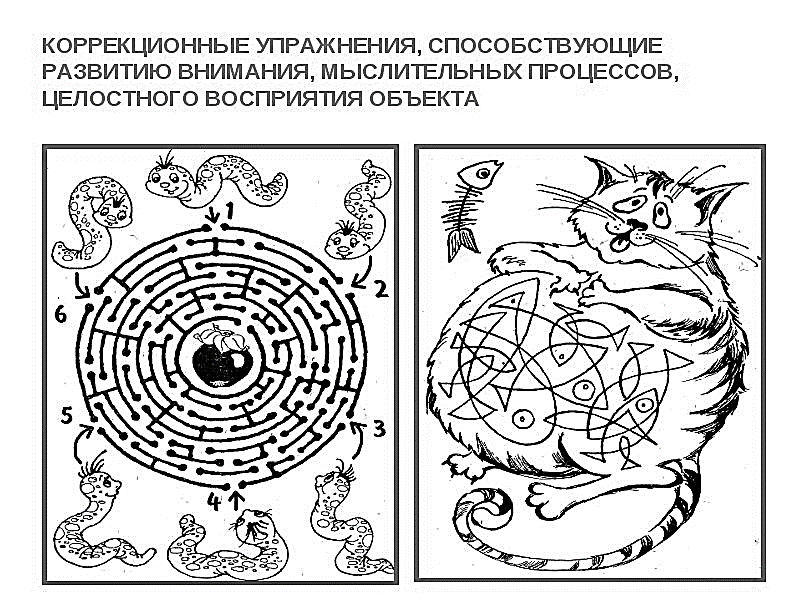 КОРРЕКЦИОННЫЕ УПРАЖНЕНИЯ, СПОСОБСТВУЮЩИЕ
РАЗВИТИЮ ВНИМАНИЯ, МЫСЛИТЕЛЬНЫХ ПРОЦЕССОВ,
ЦЕЛОСТНОГО ВОСПРИЯТИЯ ОБЪЕКТА
1
2
6
5
3
4